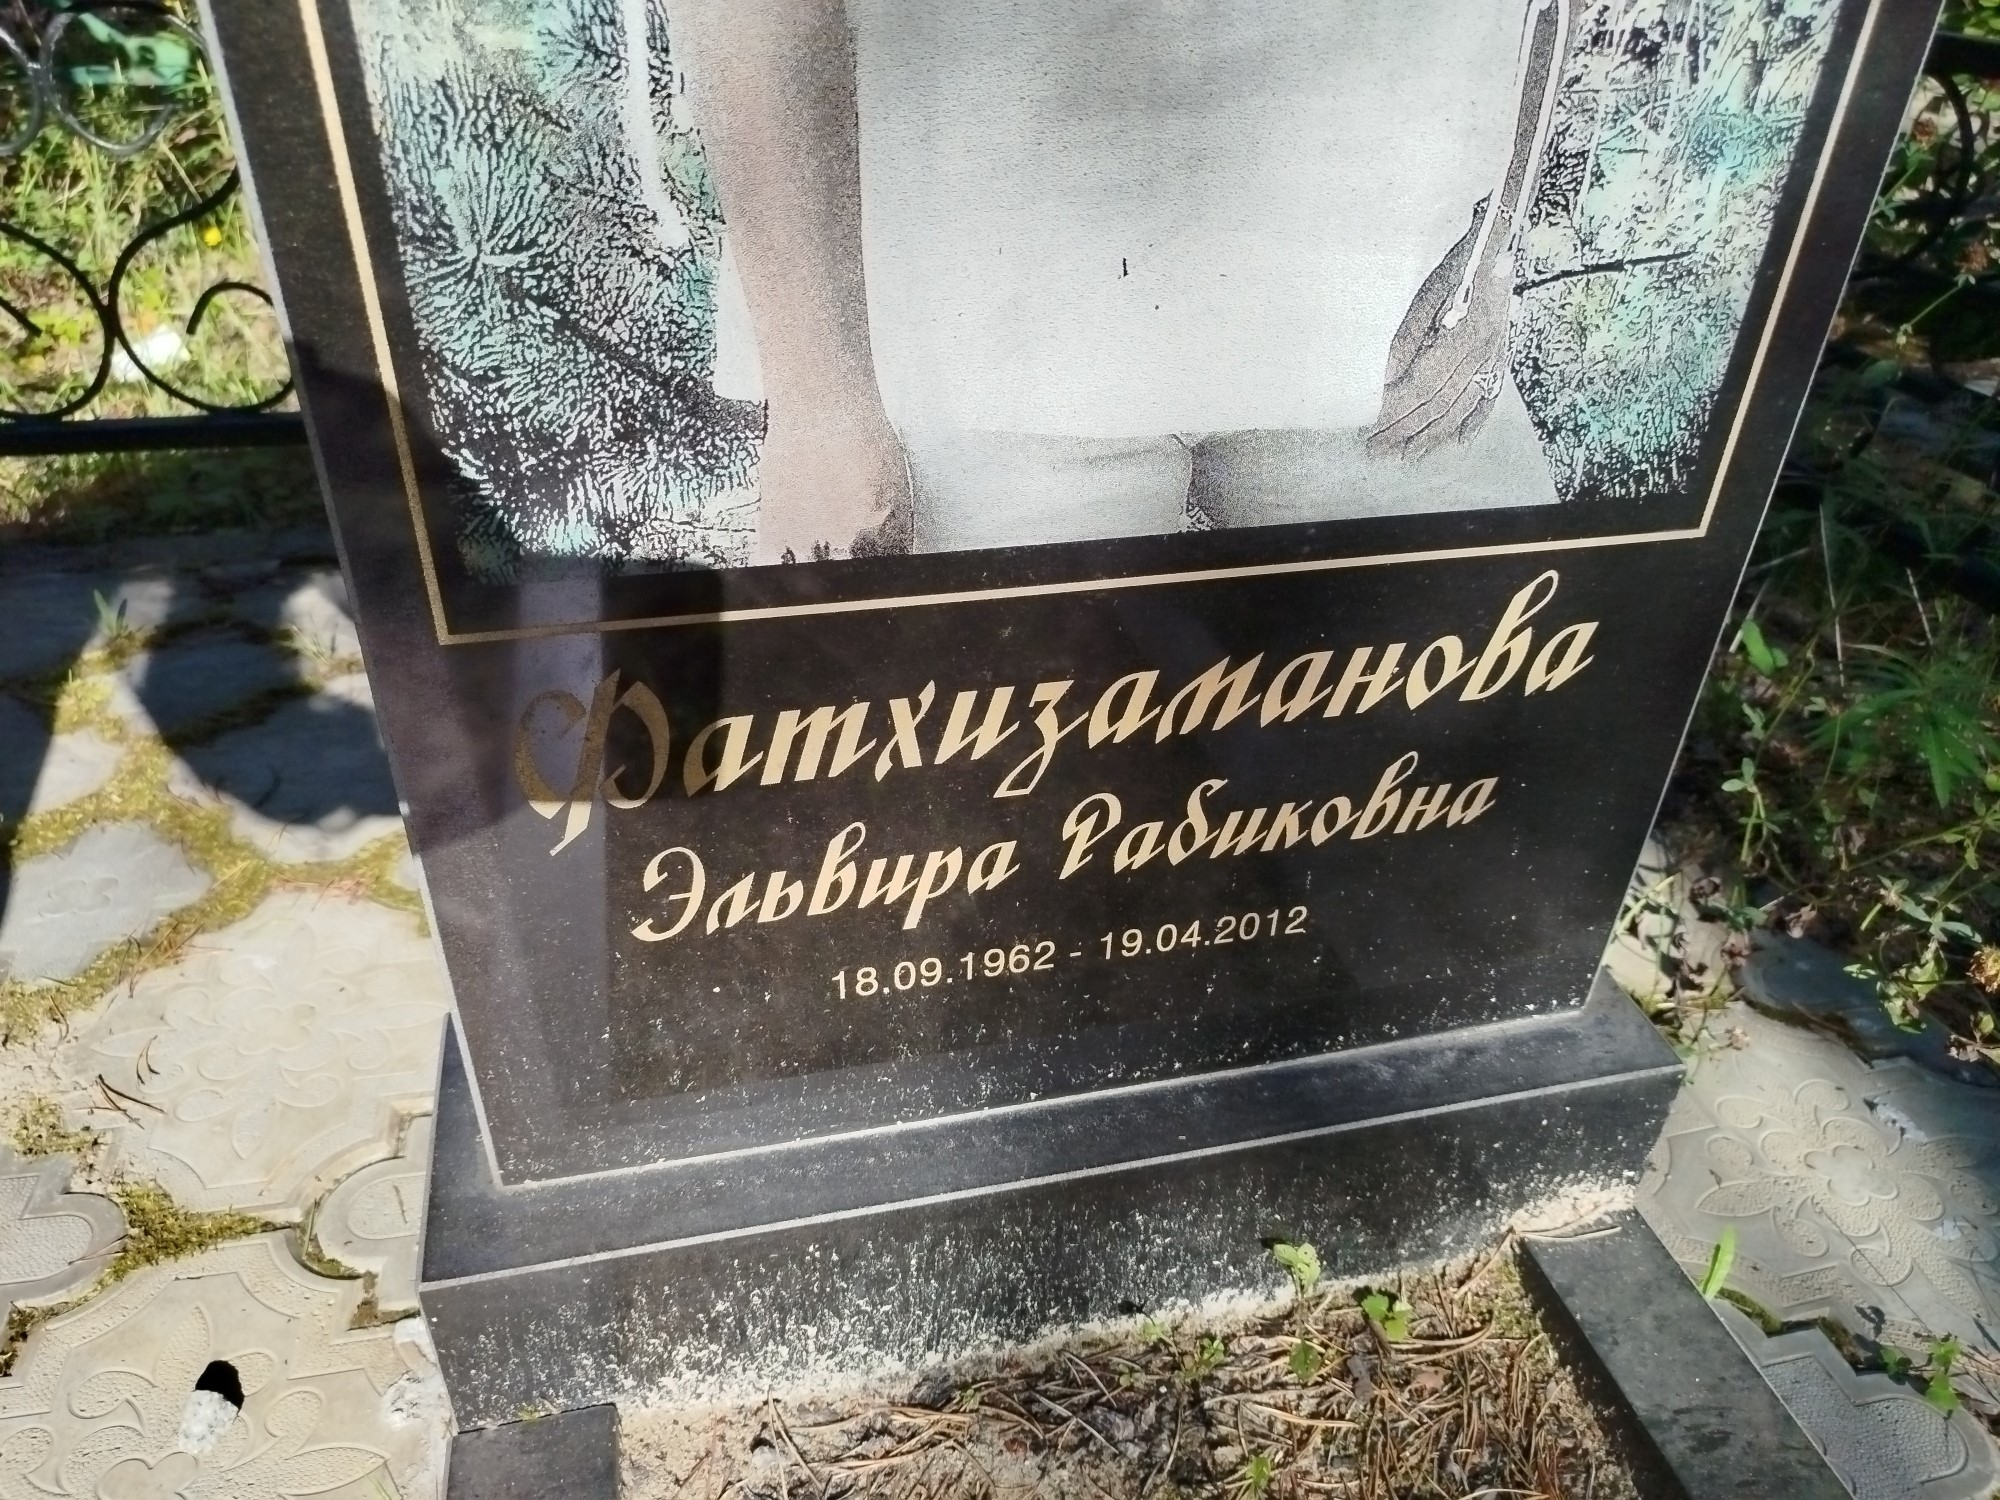 Фатхизаманова
Эльвира Рабиковна
18.09.1962 - 19.04.2012